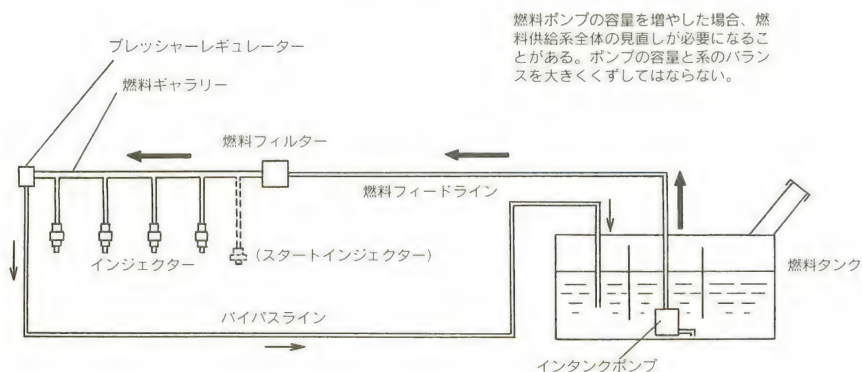 燃料ポンプの容量を増やした場合、燃
料供給系全体の見直しが必要になるこ
とがある。ポンプの容量と系のバラン
スを大きくくずしてはならない。
プレッシャーレギュレーター
燃料ギャラリー
燃料フィルター
燃料フィードライン
インジェクター
(スタートインジェクター)
燃料タンク
バイパスライン
インタンクポンプ